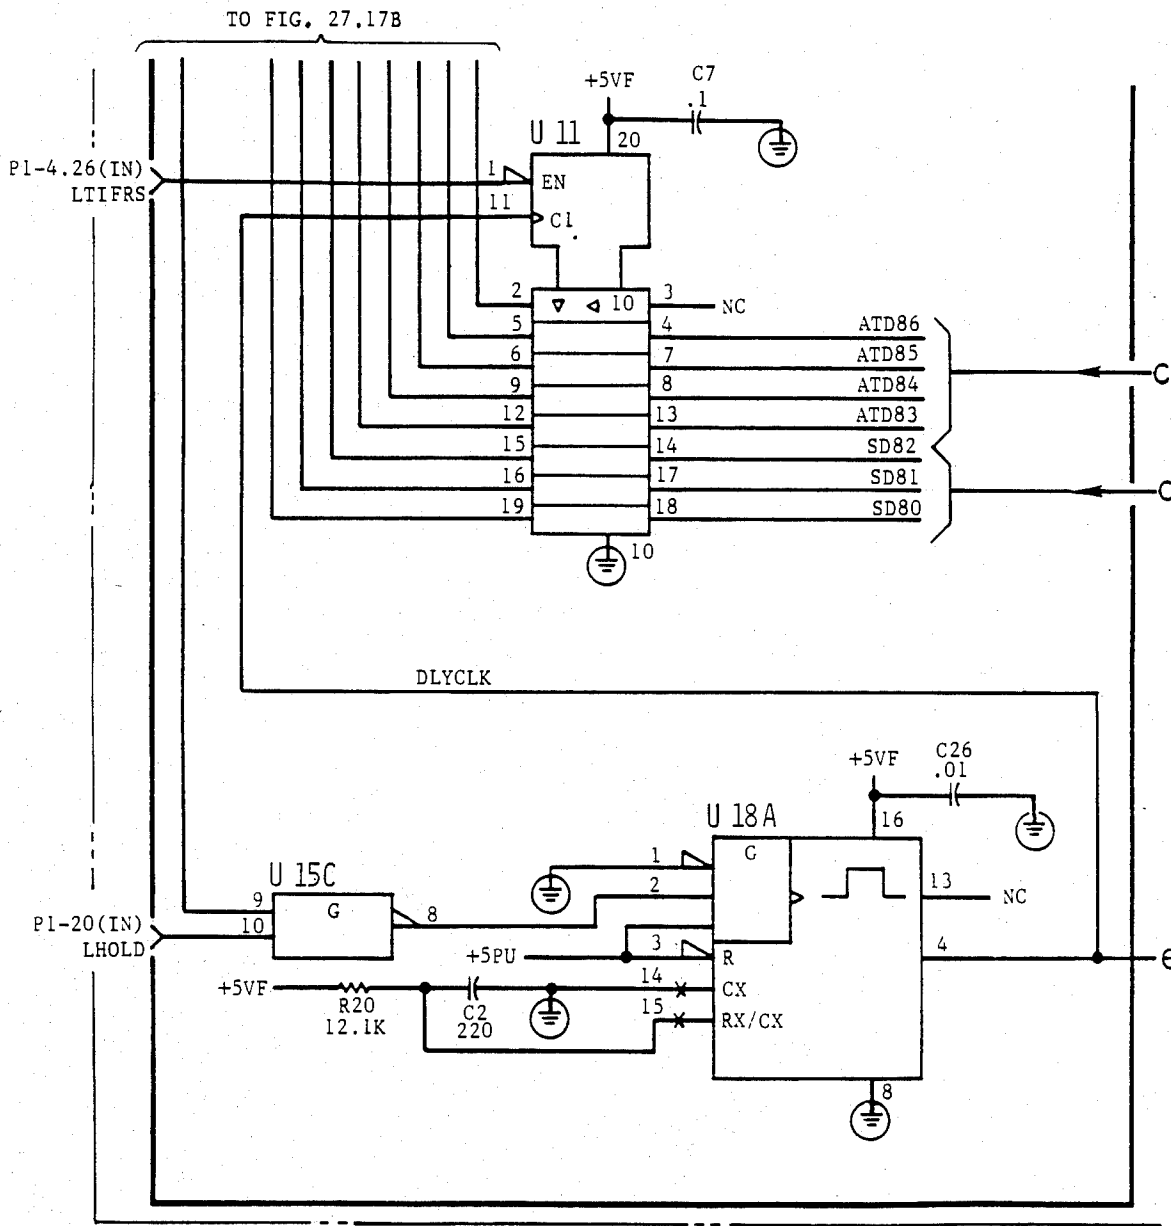 TO FIG. 27.17B
C7
.1
+5VF
U 11
20
P1-4.26(IN)
LTIFRS
1
EN
11
C1
2
10
3
NC
5
4
ATD86
6
7
ATD85
9
8
ATD84
12
13
ATD83
15
14
SD82
16
17
SD81
19
18
SD80
10
C
DLYCLK
C26
.01
+5VF
U 18A
16
1
G
U 15C
2
13
NC
9
G
8
P1-20(IN)
LHOLD
10
+5PU
3
R
4
14
CX
+5VF
R20
12.1K
C2
220
15
RX/CX
8